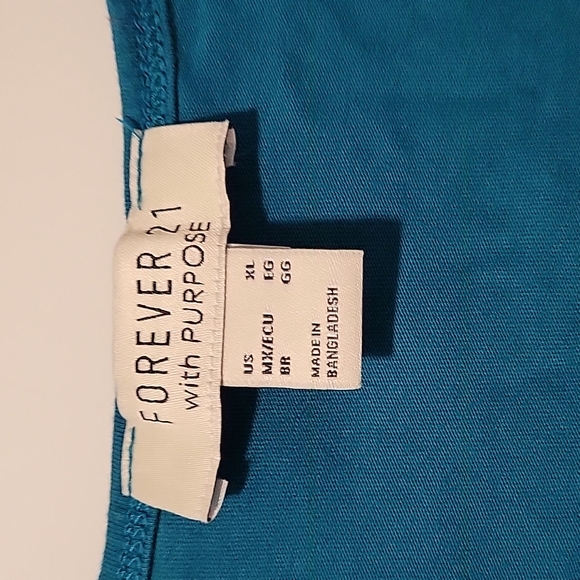 FOREVER 21
with PURPOSE
US XL
MX/ECU EG
BR GG
MADE IN
BANGLADESH